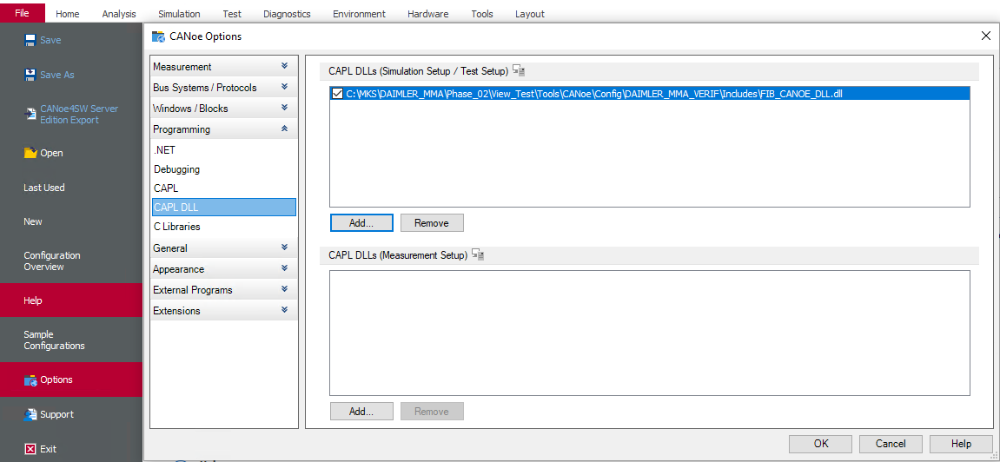 File
Home
Analysis
Simulation
Test
Diagnostics
Environment
Hardware
Tools
Layout
Save
Save As
CANoe4SW Server
Edition Export
Open
Last Used
New
Configuration
Overview
Help
Sample
Configurations
Options
Support
Exit
CANoe Options
Measurement
Bus Systems / Protocols
Windows / Blocks
Programming
.NET
Debugging
CAPL
CAPL DLL
C Libraries
General
Appearance
External Programs
Extensions
CAPL DLLs (Simulation Setup / Test Setup)
C:\MKS\DAIMLER_MMA\Phase_02\View_Test\Tools\CANoe\Config\DAIMLER_MMA_VERIF\Includes\FIB_CANOE_DLL.dll
Add...
Remove
CAPL DLLs (Measurement Setup)
Add...
Remove
OK
Cancel
Help